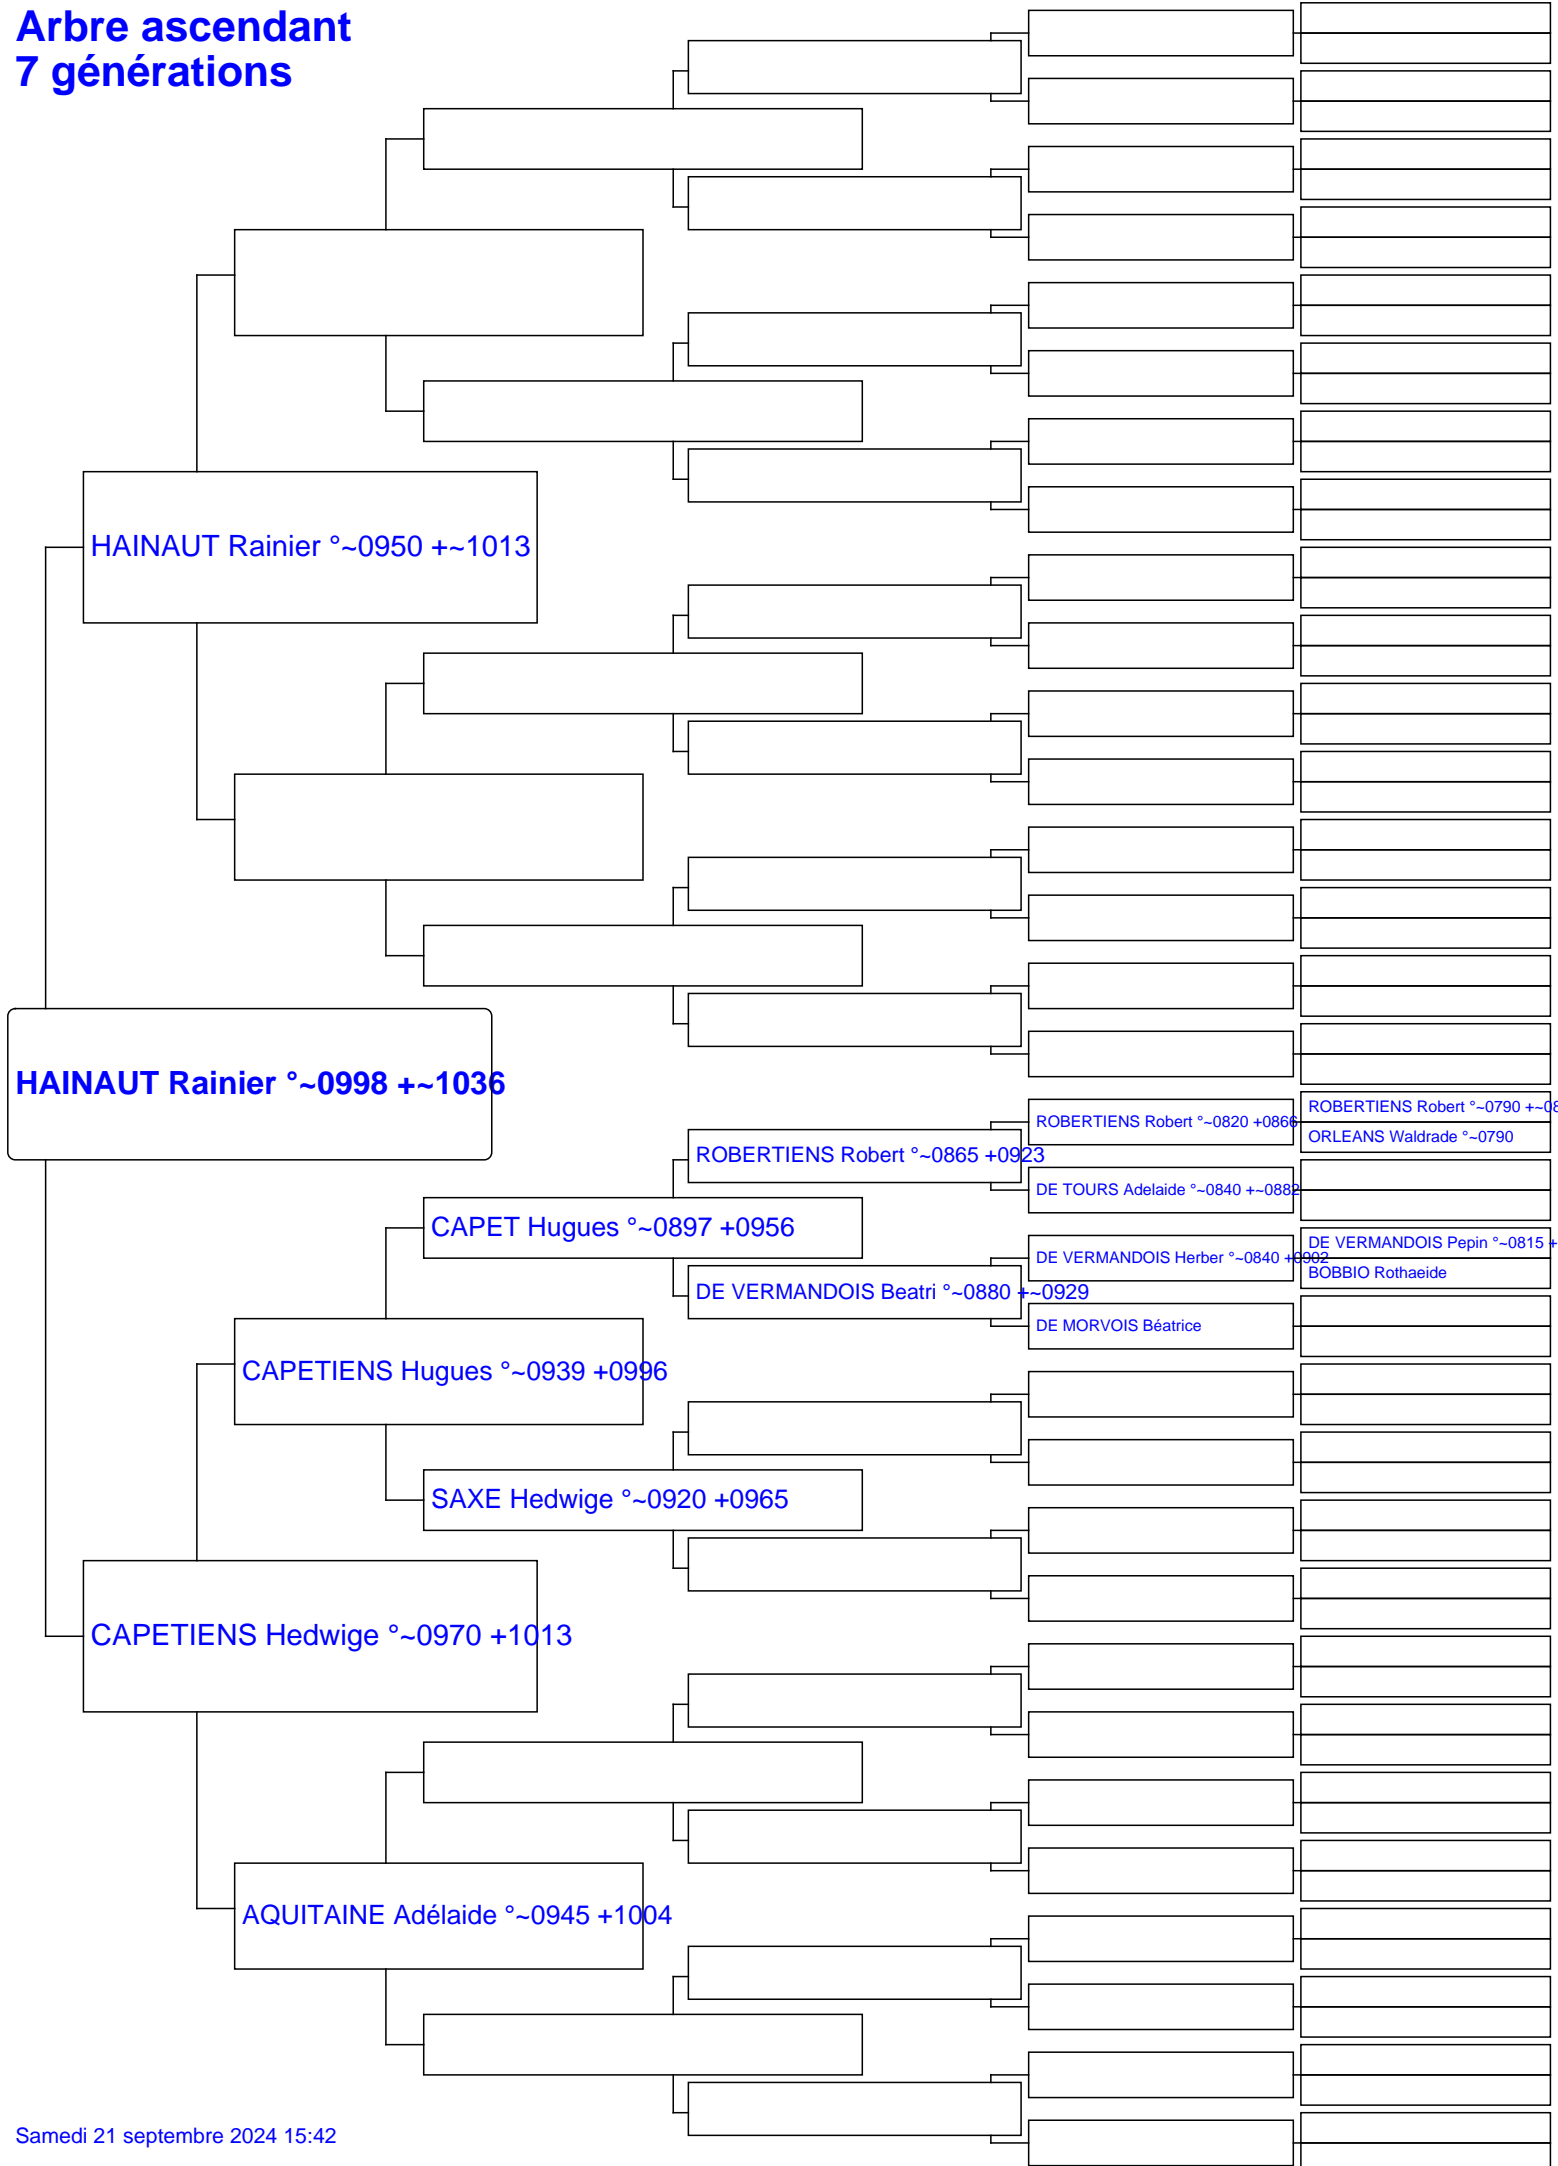 Arbre ascendant
7 générations
HAINAUT Rainier °~0950 +~1013
HAINAUT Rainier °~0998 +~1036
ROBERTIENS Robert °~0790 +~08
ROBERTIENS Robert °~0820 +0866
ORLEANS Waldrade °~0790
ROBERTIENS Robert °~0865 +0923
DE TOURS Adelaide °~0840 +~0882
CAPET Hugues °~0897 +0956
DE VERMANDOIS Pepin °~0815 +
DE VERMANDOIS Herber °~0840 +0902
BOBBIO Rothaeide
DE VERMANDOIS Beatri °~0880 +~0929
DE MORVOIS Béatrice
CAPETIENS Hugues °~0939 +0996
SAXE Hedwige °~0920 +0965
CAPETIENS Hedwige °~0970 +1013
AQUITAINE Adélaide °~0945 +1004
Samedi 21 septembre 2024 15:42